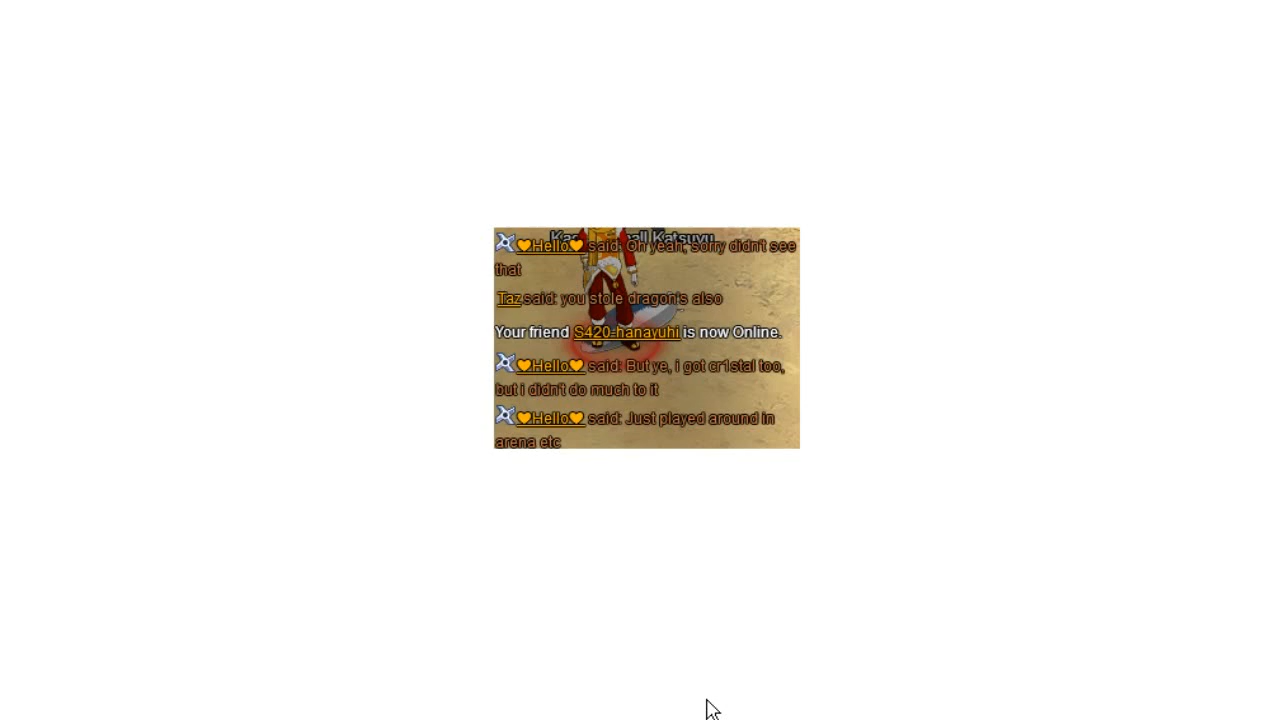 all Katsuyu
♥Hello♥ said: Oh yeah, sorry didn't see
that
Taz said: you stole dragon's also
Your friend S420-hanayuhi is now Online.
♥Hello♥ said: But ye, i got cr1stal too,
but i didn't do much to it
♥Hello♥ said: Just played around in
arena etc